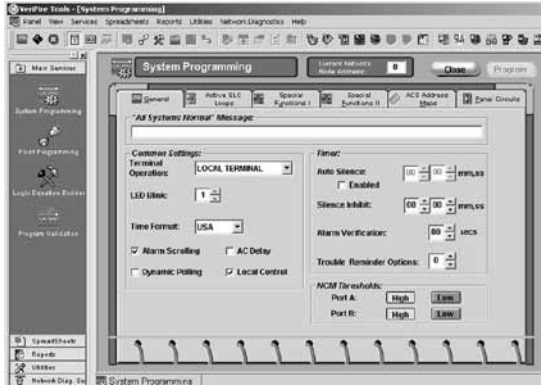 VeriFire Tools - [System Programming]
Panel View Services Spreadsheets Reports Utilities Network Diagnostics Help
Main Services
System Programming
Current Network
Node Address: 0
Close
Program
System Programming
Point Programming
Logic Equation Builder
Program Validation
General
Active SLC Loops
Special Functions I
Special Functions II
ACS Address Maps
Panel Circuits
"All Systems Normal" Message:
Common Settings:
Terminal Operation: LOCAL TERMINAL
LED Blink: 1
Time Format: USA
Alarm Scrolling
AC Delay
Dynamic Polling
Local Control
Timer:
Auto Silence: 00 00 mm,ss
Enabled
Silence Inhibit: 00 00 mm,ss
Alarm Verification: 00 secs
Trouble Reminder Options: 0
NCM Thresholds:
Port A: High Low
Port B: High Low
SpreadSheets
Reports
Utilities
Network Diag.
System Programming